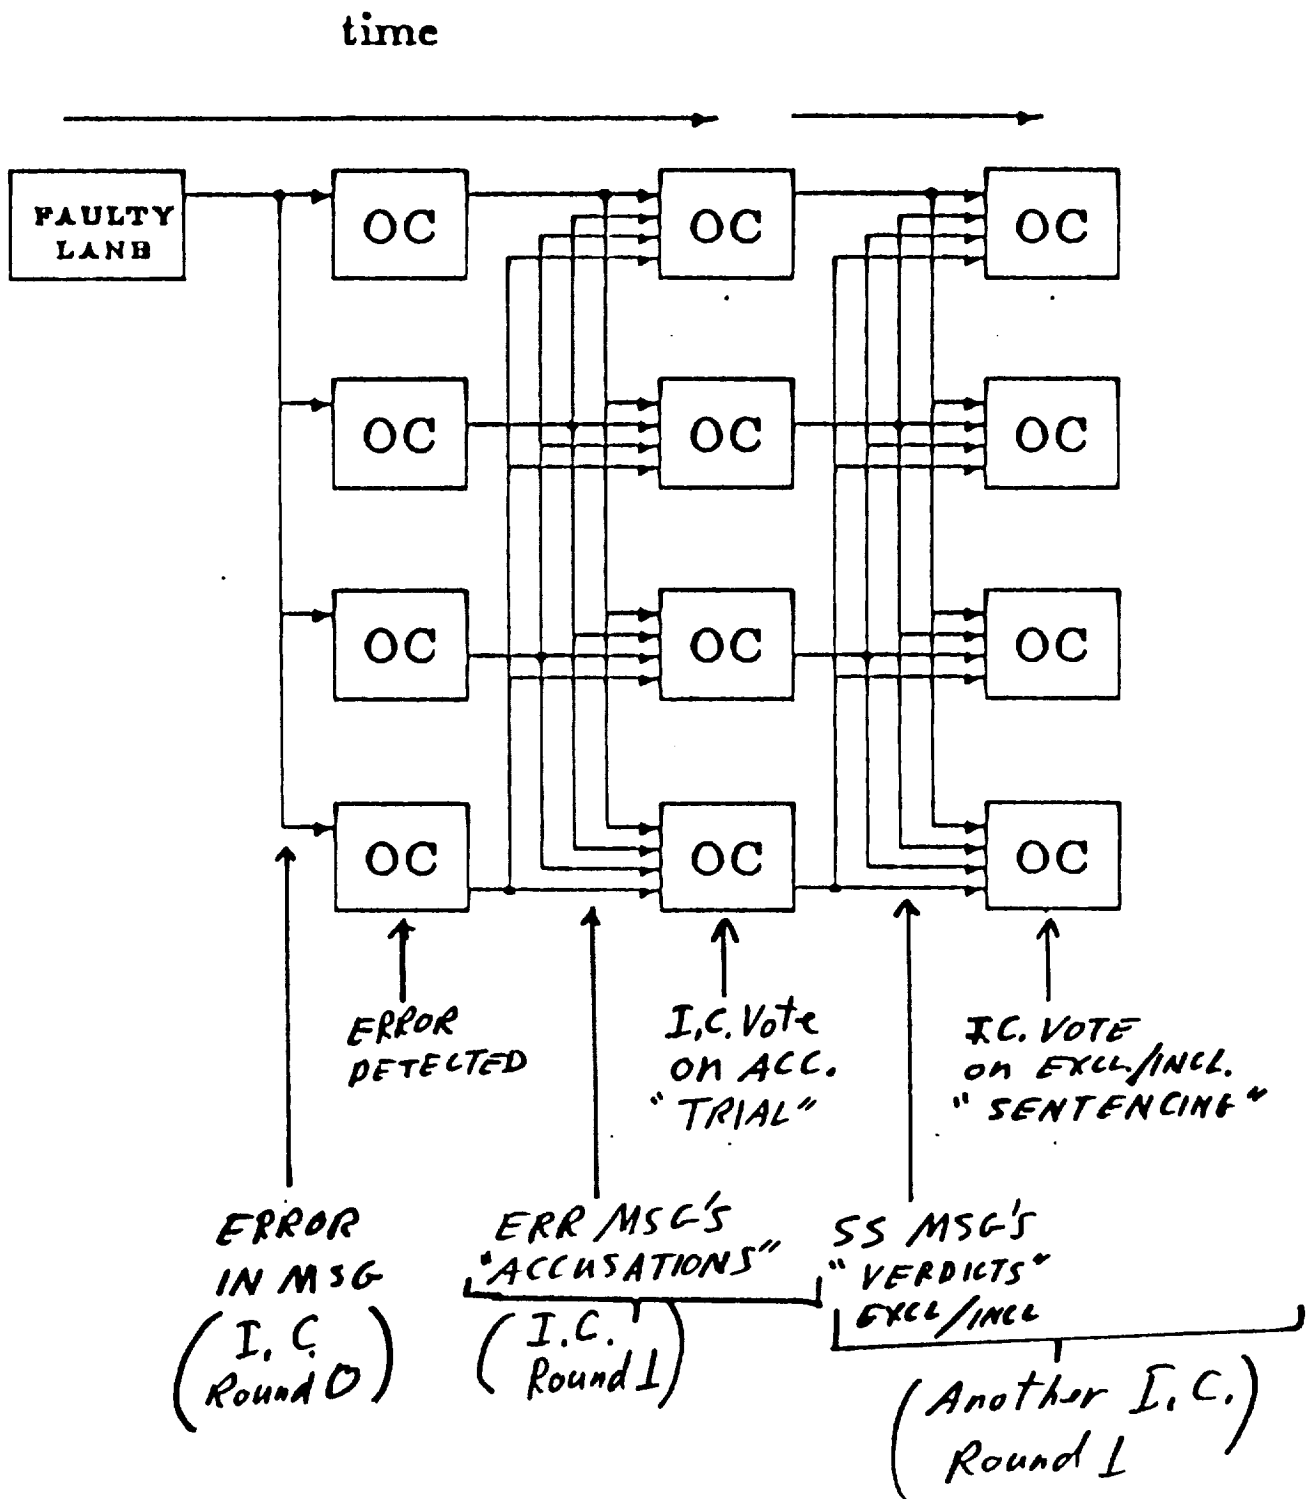 time
FAULTY
LANE
OC
OC
OC
OC
OC
OC
OC
OC
OC
OC
OC
OC
ERROR
DETECTED
I.C. Vote
on ACC.
"TRIAL"
I.C. VOTE
on EXCL/INCL.
"SENTENCING"
ERROR
IN MSG
(I.C.
Round 0)
ERR MSG'S
"ACCUSATIONS"
(I.C.
Round 1)
SS MSG'S
"VERDICTS"
EXCL/INCL
(Another I.C.
Round 1)